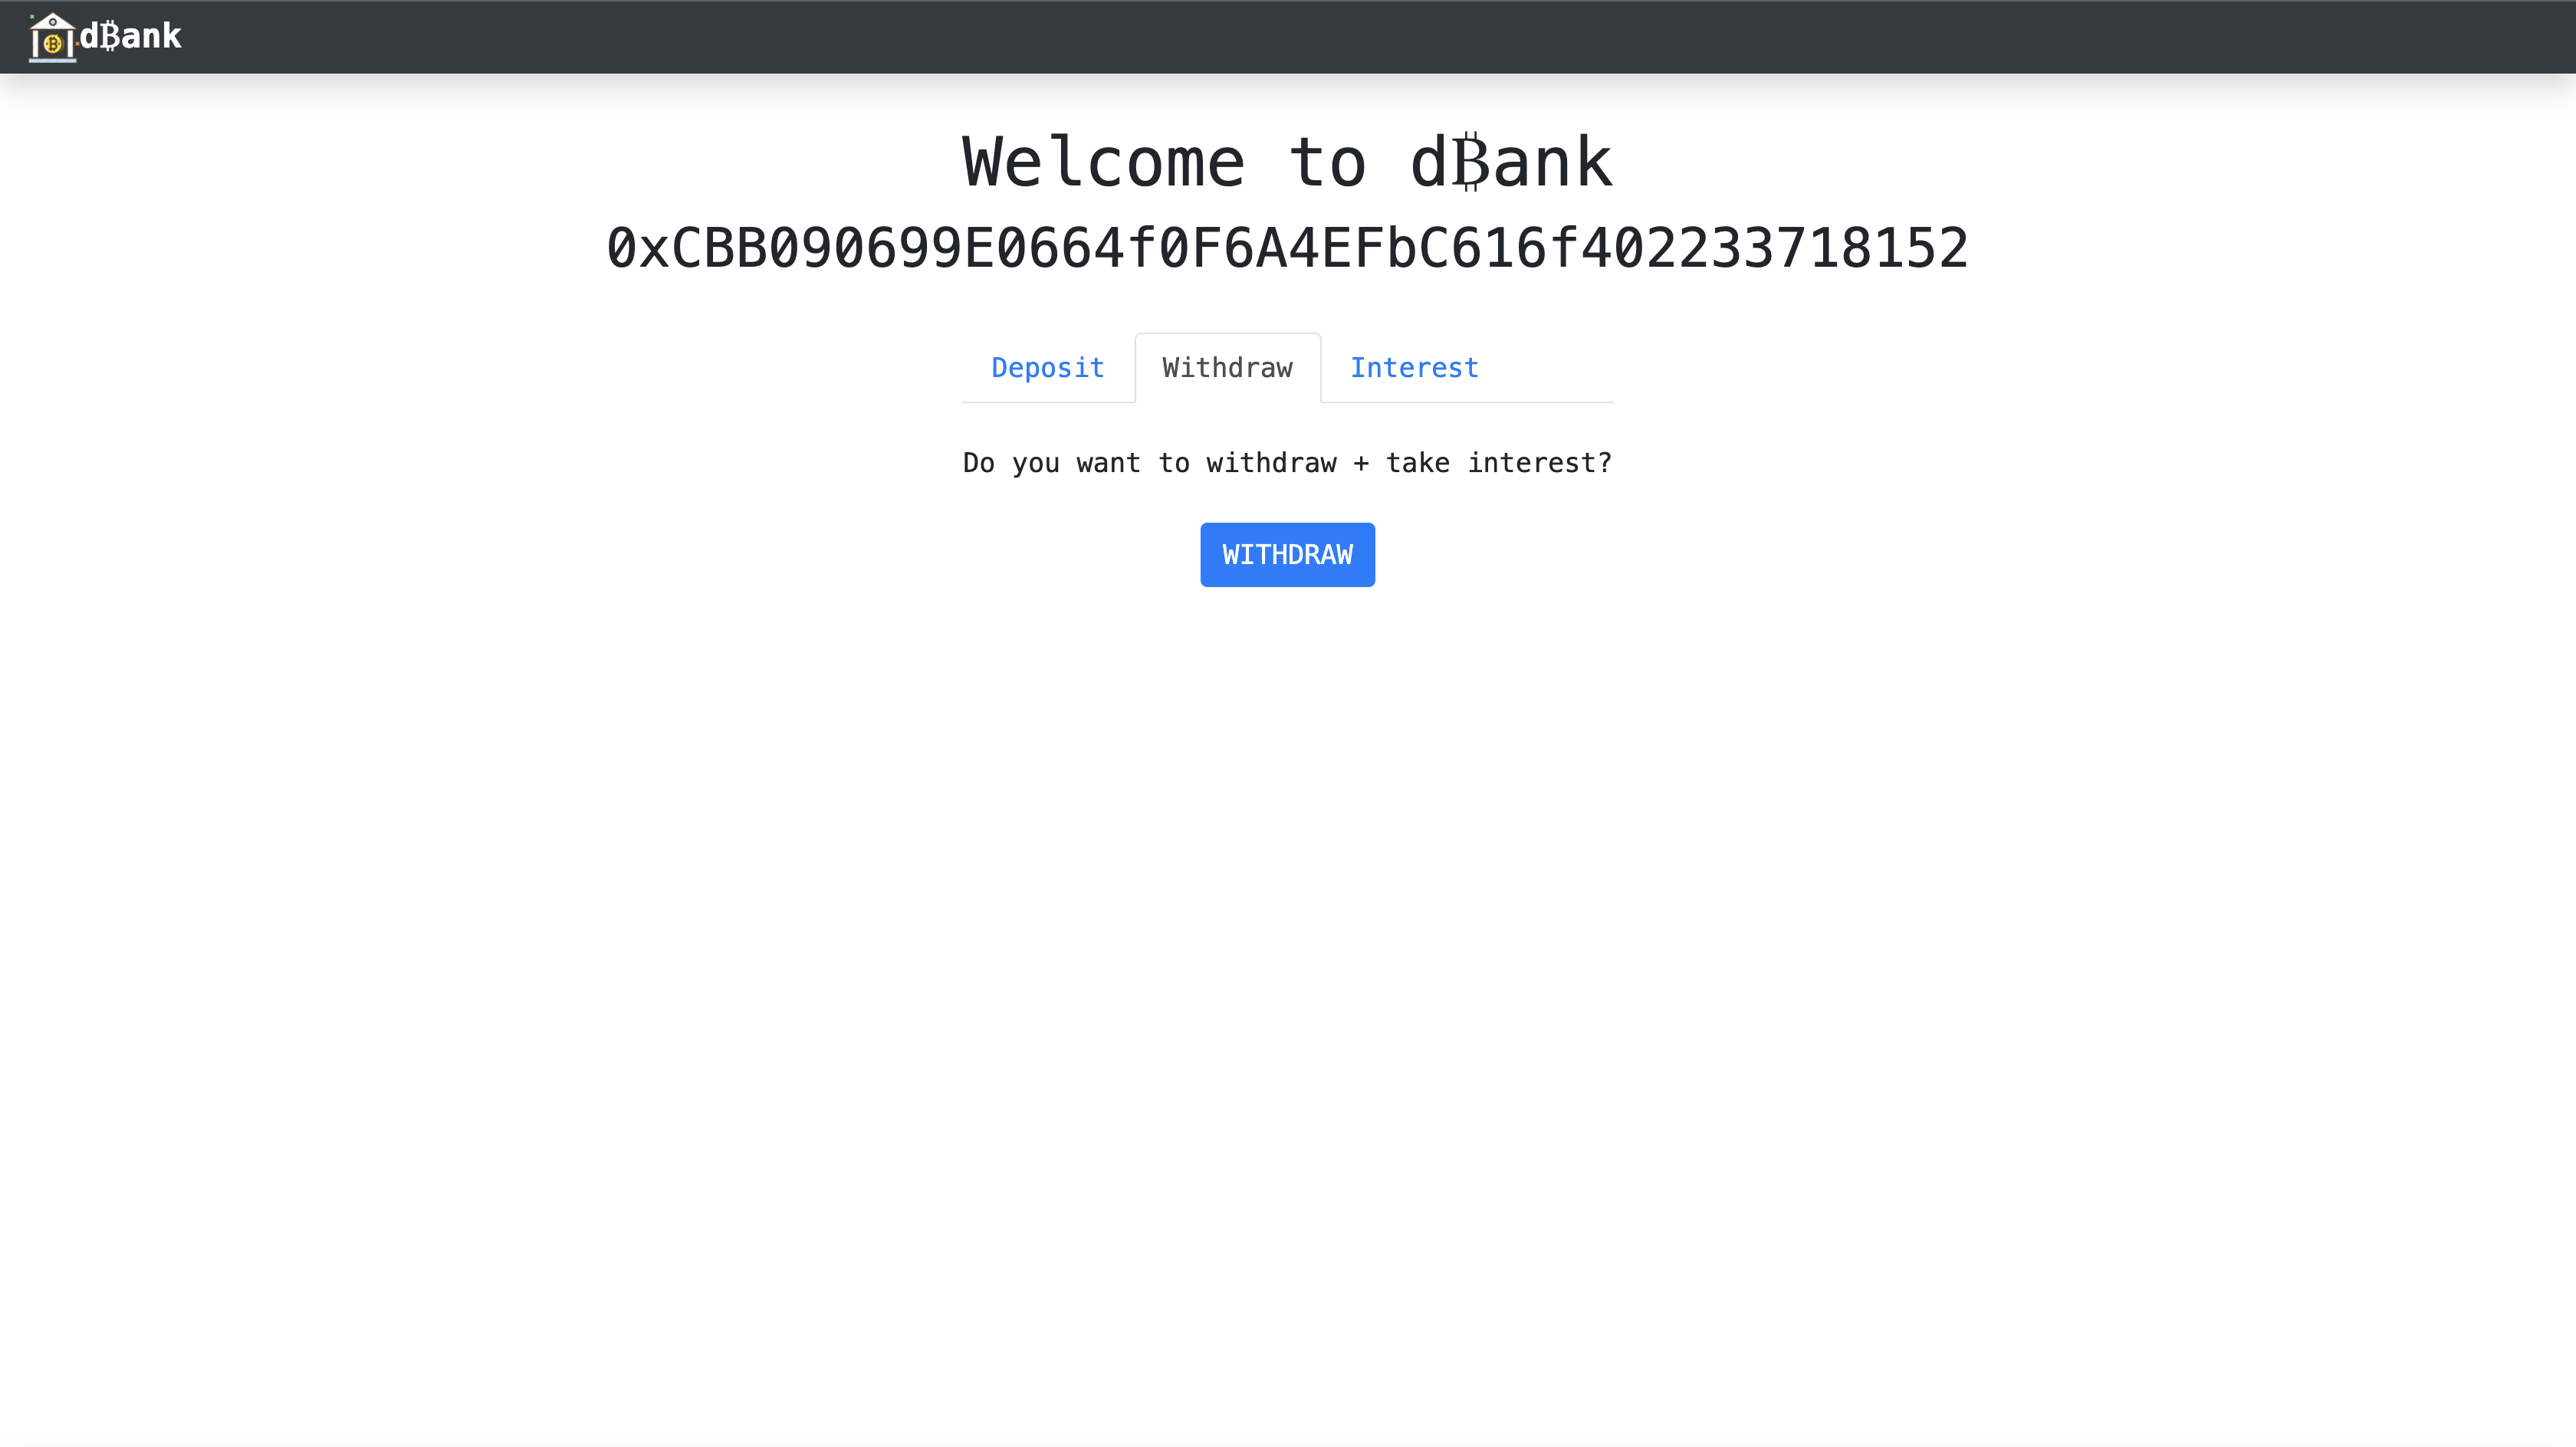 d₿ank
Welcome to d₿ank
0xCBB090699E0664f0F6A4EFbC616f402233718152
Deposit Withdraw Interest
Do you want to withdraw + take interest?
WITHDRAW